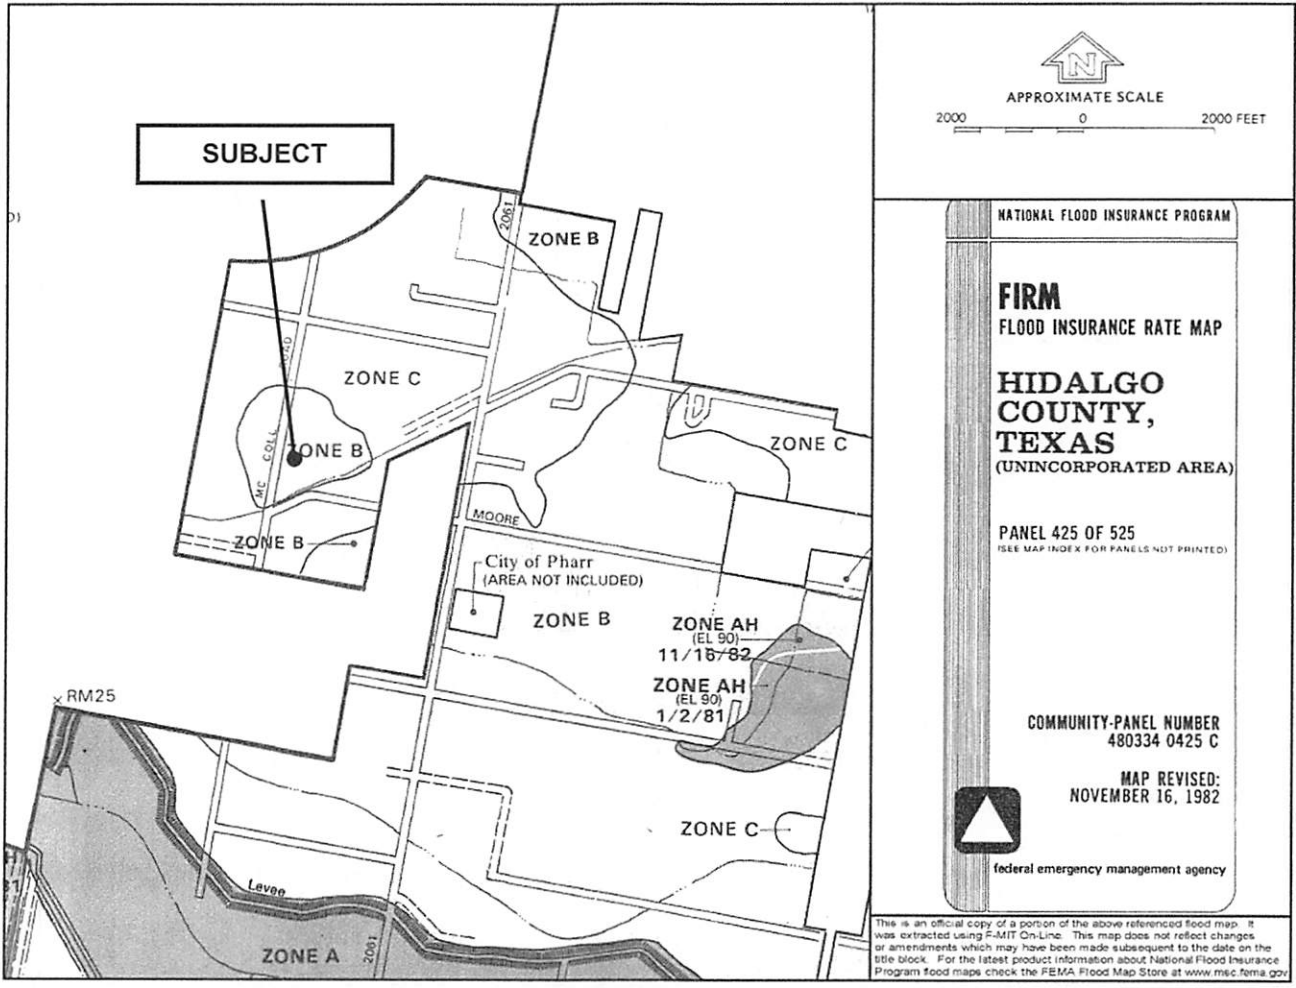 SUBJECT
2061
ZONE B
ROAD
ZONE C
ZONE B
MC COLL
ZONE C
ZONE B
MOORE
City of Pharr
(AREA NOT INCLUDED)
ZONE B
ZONE AH
(EL 90)
11/16/82
ZONE AH
(EL 90)
1/2/81
RM25
ZONE C
Levee
ZONE A
2061
N
APPROXIMATE SCALE
2000 0 2000 FEET
NATIONAL FLOOD INSURANCE PROGRAM
FIRM
FLOOD INSURANCE RATE MAP
HIDALGO
COUNTY,
TEXAS
(UNINCORPORATED AREA)
PANEL 425 OF 525
(SEE MAP INDEX FOR PANELS NOT PRINTED)
COMMUNITY-PANEL NUMBER
480334 0425 C
MAP REVISED:
NOVEMBER 16, 1982
federal emergency management agency
This is an official copy of a portion of the above referenced flood map. It
was extracted using F-MIT On-Line. This map does not reflect changes
or amendments which may have been made subsequent to the date on the
title block. For the latest product information about National Flood Insurance
Program flood maps check the FEMA Flood Map Store at www.msc.fema.gov